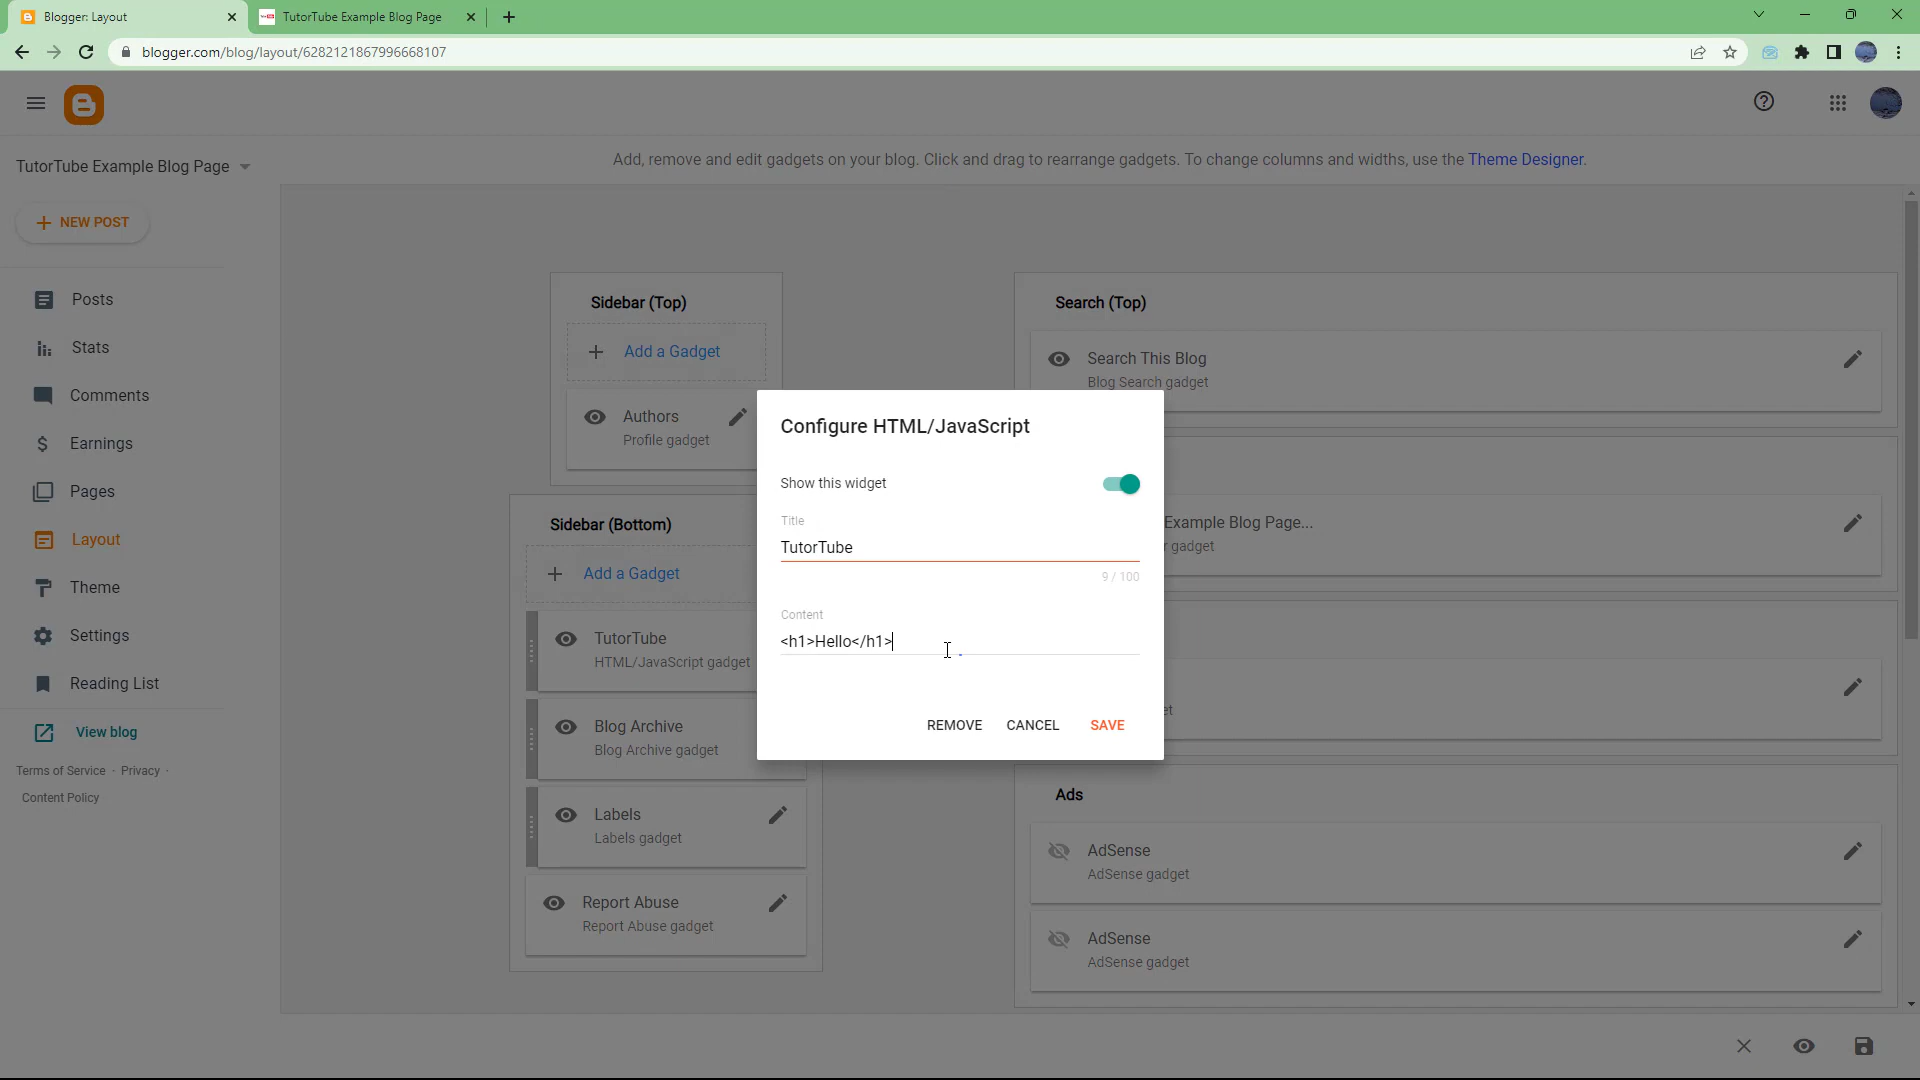 Blogger: Layout
TutorTube Example Blog Page
blogger.com/blog/layout/6282121867996668107
TutorTube Example Blog Page
Add, remove and edit gadgets on your blog. Click and drag to rearrange gadgets. To change columns and widths, use the Theme Designer.
NEW POST
Posts
Stats
Comments
Earnings
Pages
Layout
Theme
Settings
Reading List
View blog
Terms of Service · Privacy ·
Content Policy
Sidebar (Top)
Add a Gadget
Authors
Profile gadget
Sidebar (Bottom)
Add a Gadget
TutorTube
HTML/JavaScript gadget
Blog Archive
Blog Archive gadget
Labels
Labels gadget
Report Abuse
Report Abuse gadget
Configure HTML/JavaScript
Show this widget
Title
TutorTube
9 / 100
Content
<h1>Hello</h1>
REMOVE CANCEL SAVE
Search (Top)
Search This Blog
Blog Search gadget
Example Blog Page...
r gadget
et
Ads
AdSense
AdSense gadget
AdSense
AdSense gadget